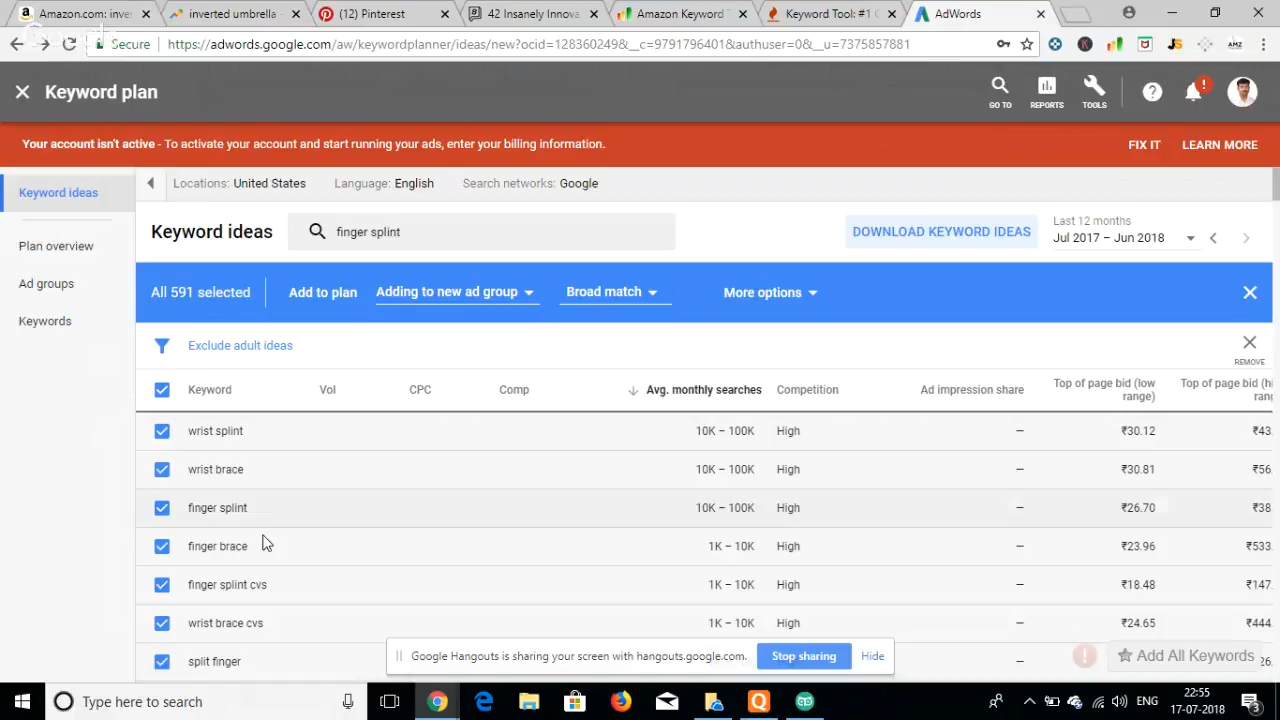 Amazon.com: inve
inverted umbrella -
(12) Pinterest
42 Insanely Innova
Amazon Keyword T
Keyword Tool: #1 G
AdWords
Secure
https://adwords.google.com/aw/keywordplanner/ideas/new?ocid=128360249&__c=9791796401&authuser=0&__u=7375857881
Keyword plan
GO TO
REPORTS
TOOLS
Your account isn't active - To activate your account and start running your ads, enter your billing information.
FIX IT
LEARN MORE
Keyword ideas
Plan overview
Ad groups
Keywords
Locations: United States
Language: English
Search networks: Google
Keyword ideas
finger splint
DOWNLOAD KEYWORD IDEAS
Last 12 months
Jul 2017 – Jun 2018
All 591 selected
Add to plan
Adding to new ad group
Broad match
More options
Exclude adult ideas
REMOVE
Keyword Vol CPC Comp Avg. monthly searches Competition Ad impression share Top of page bid (low range) Top of page bid (hi rang
wrist splint 10K – 100K High – ₹30.12 ₹43.
wrist brace 10K – 100K High – ₹30.81 ₹56.
finger splint 10K – 100K High – ₹26.70 ₹38.
finger brace 1K – 10K High – ₹23.96 ₹533.
finger splint cvs 1K – 10K High – ₹18.48 ₹147.
wrist brace cvs 1K – 10K High – ₹24.65 ₹444.
split finger
Google Hangouts is sharing your screen with hangouts.google.com.
Stop sharing
Hide
Add All Keywords
Type here to search
ENG
22:55
17-07-2018
3